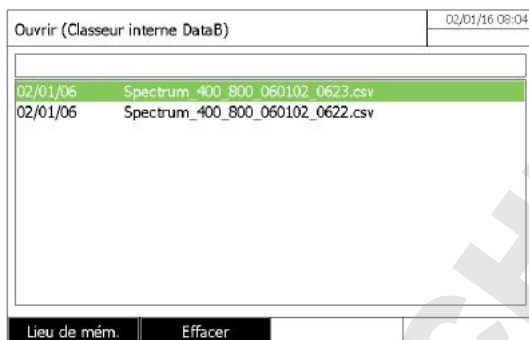 Ouvrir (Classeur interne DataB)
02/01/16 08:04
02/01/06 Spectrum_400_800_060102_0623.csv
02/01/06 Spectrum_400_800_060102_0622.csv
Lieu de mém. Effacer